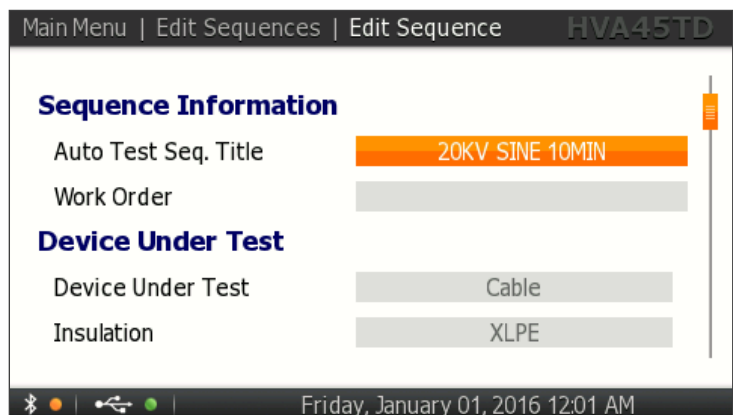 Main Menu | Edit Sequences | Edit Sequence HVA45TD
Sequence Information
Auto Test Seq. Title 20KV SINE 10MIN
Work Order
Device Under Test
Device Under Test Cable
Insulation XLPE
Friday, January 01, 2016 12:01 AM